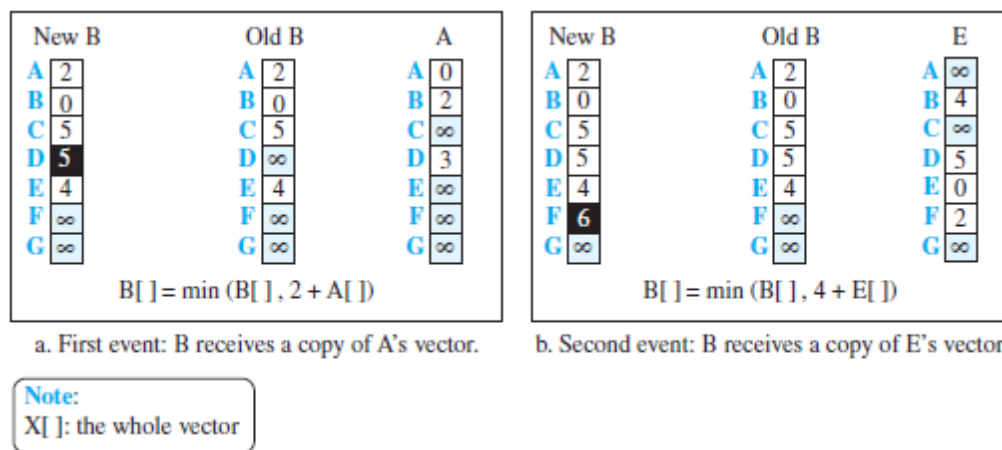 New B Old B A
A 2 A 2 A 0
B 0 B 0 B 2
C 5 C 5 C ∞
D 5 D ∞ D 3
E 4 E 4 E ∞
F ∞ F ∞ F ∞
G ∞ G ∞ G ∞
B[ ] = min (B[ ] , 2 + A[ ])
a. First event: B receives a copy of A's vector.
New B Old B E
A 2 A 2 A ∞
B 0 B 0 B 4
C 5 C 5 C ∞
D 5 D 5 D 5
E 4 E 4 E 0
F 6 F ∞ F 2
G ∞ G ∞ G ∞
B[ ] = min (B[ ] , 4 + E[ ])
b. Second event: B receives a copy of E's vector
Note:
X[ ]: the whole vector